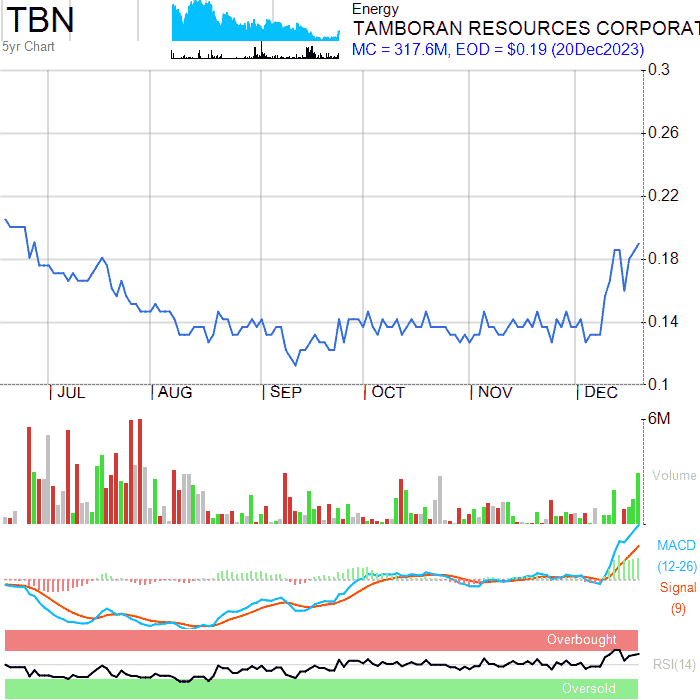 TBN
5yr Chart
Energy
TAMBORAN RESOURCES CORPORAT
MC = 317.6M, EOD = $0.19 (20Dec2023)
0.3
0.26
0.22
0.18
0.14
0.1
JUL
AUG
SEP
OCT
NOV
DEC
6M
Volume
MACD
(12-26)
Signal
(9)
Overbought
RSI(14)
Oversold